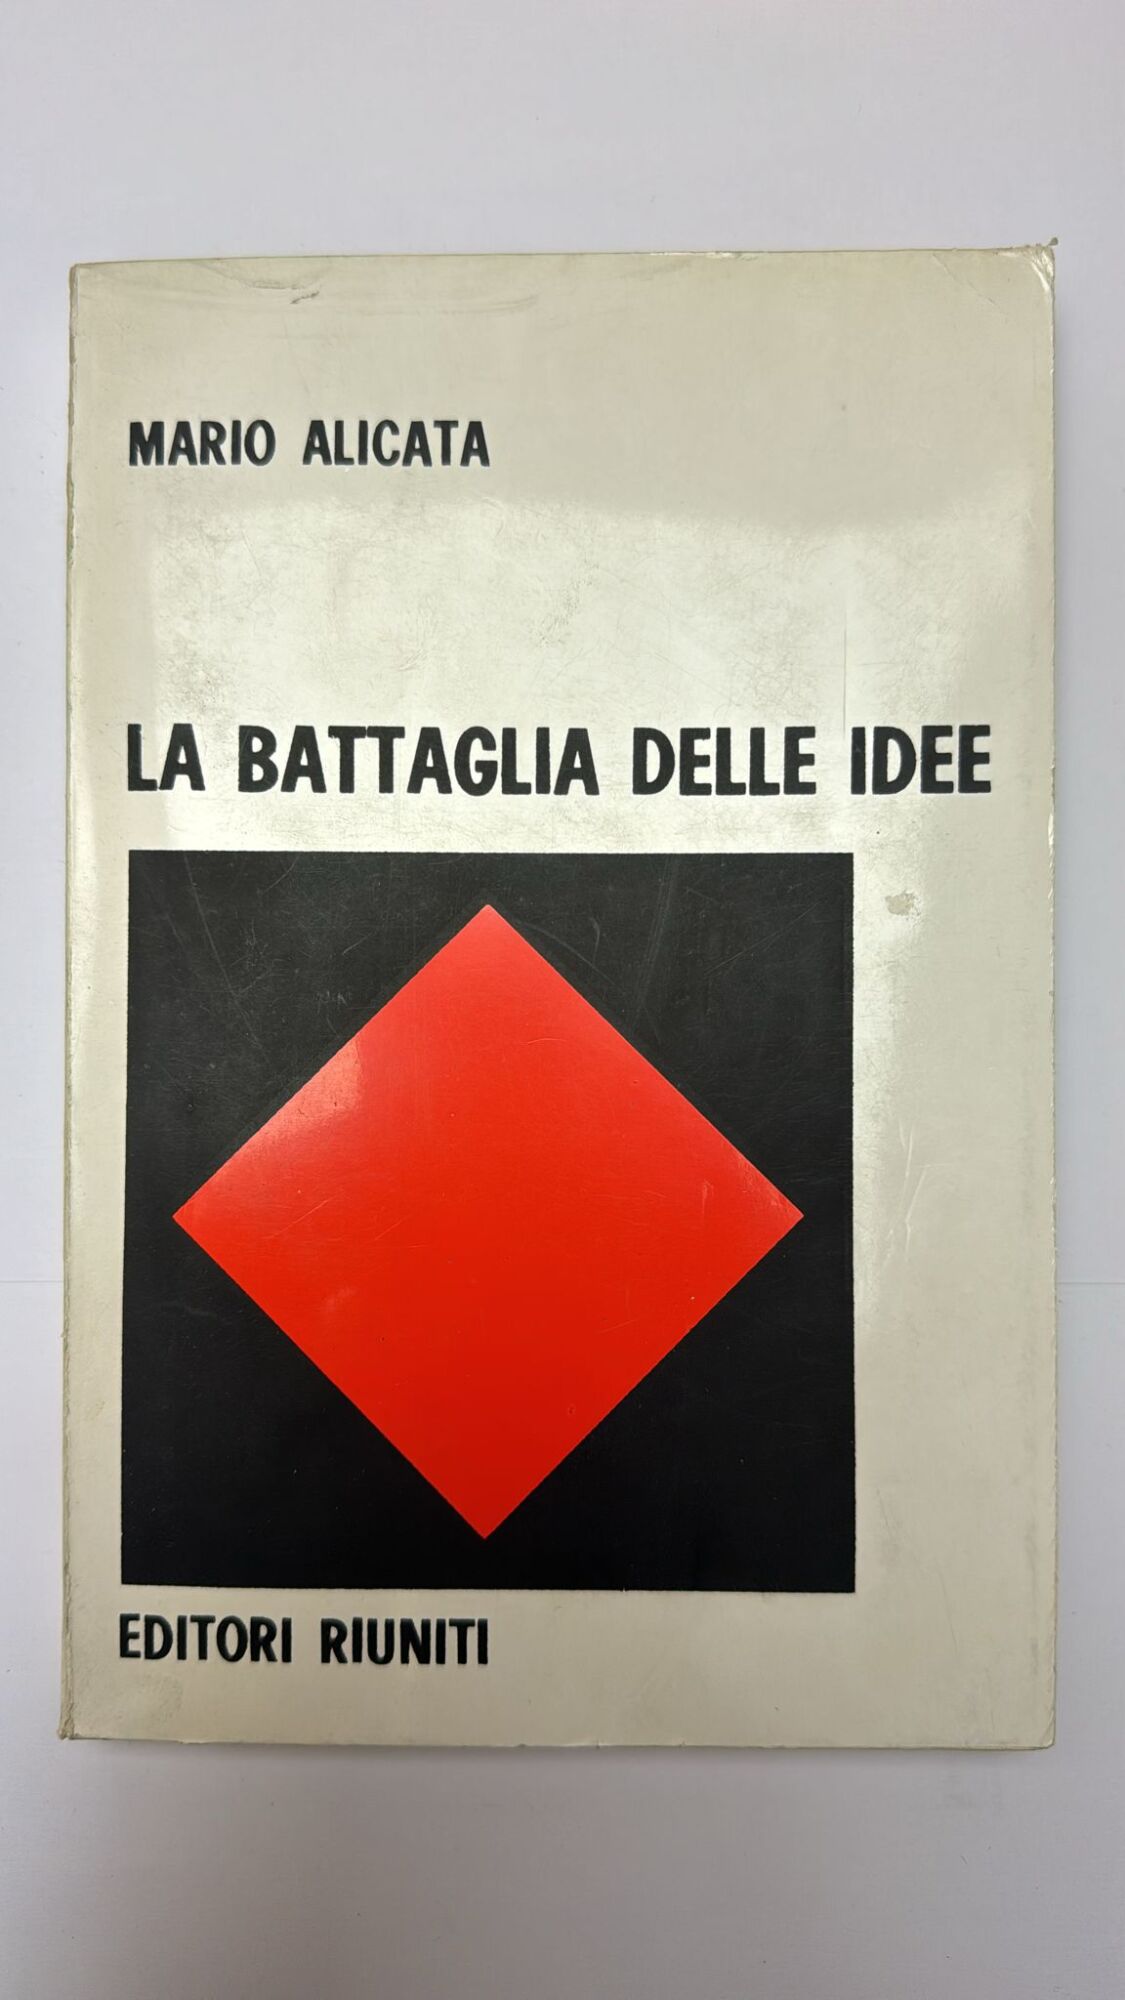 MARIO ALICATA
LA BATTAGLIA DELLE IDEE
EDITORI RIUNITI